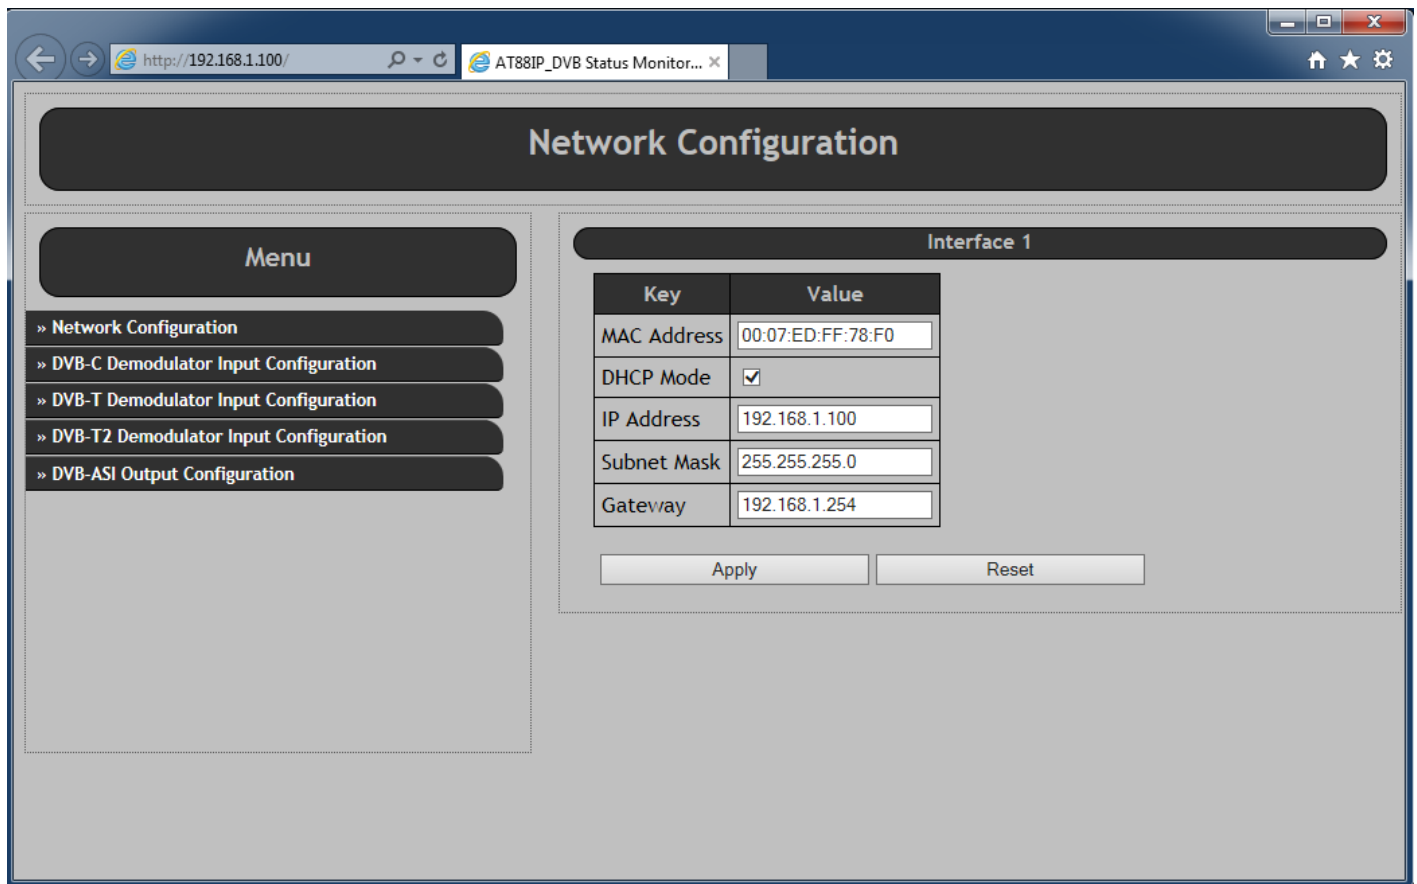 http://192.168.1.100/
AT88IP_DVB Status Monitor...
Network Configuration
Menu
» Network Configuration
» DVB-C Demodulator Input Configuration
» DVB-T Demodulator Input Configuration
» DVB-T2 Demodulator Input Configuration
» DVB-ASI Output Configuration
Interface 1
Key Value
MAC Address 00:07:ED:FF:78:F0
DHCP Mode
IP Address 192.168.1.100
Subnet Mask 255.255.255.0
Gateway 192.168.1.254
Apply Reset